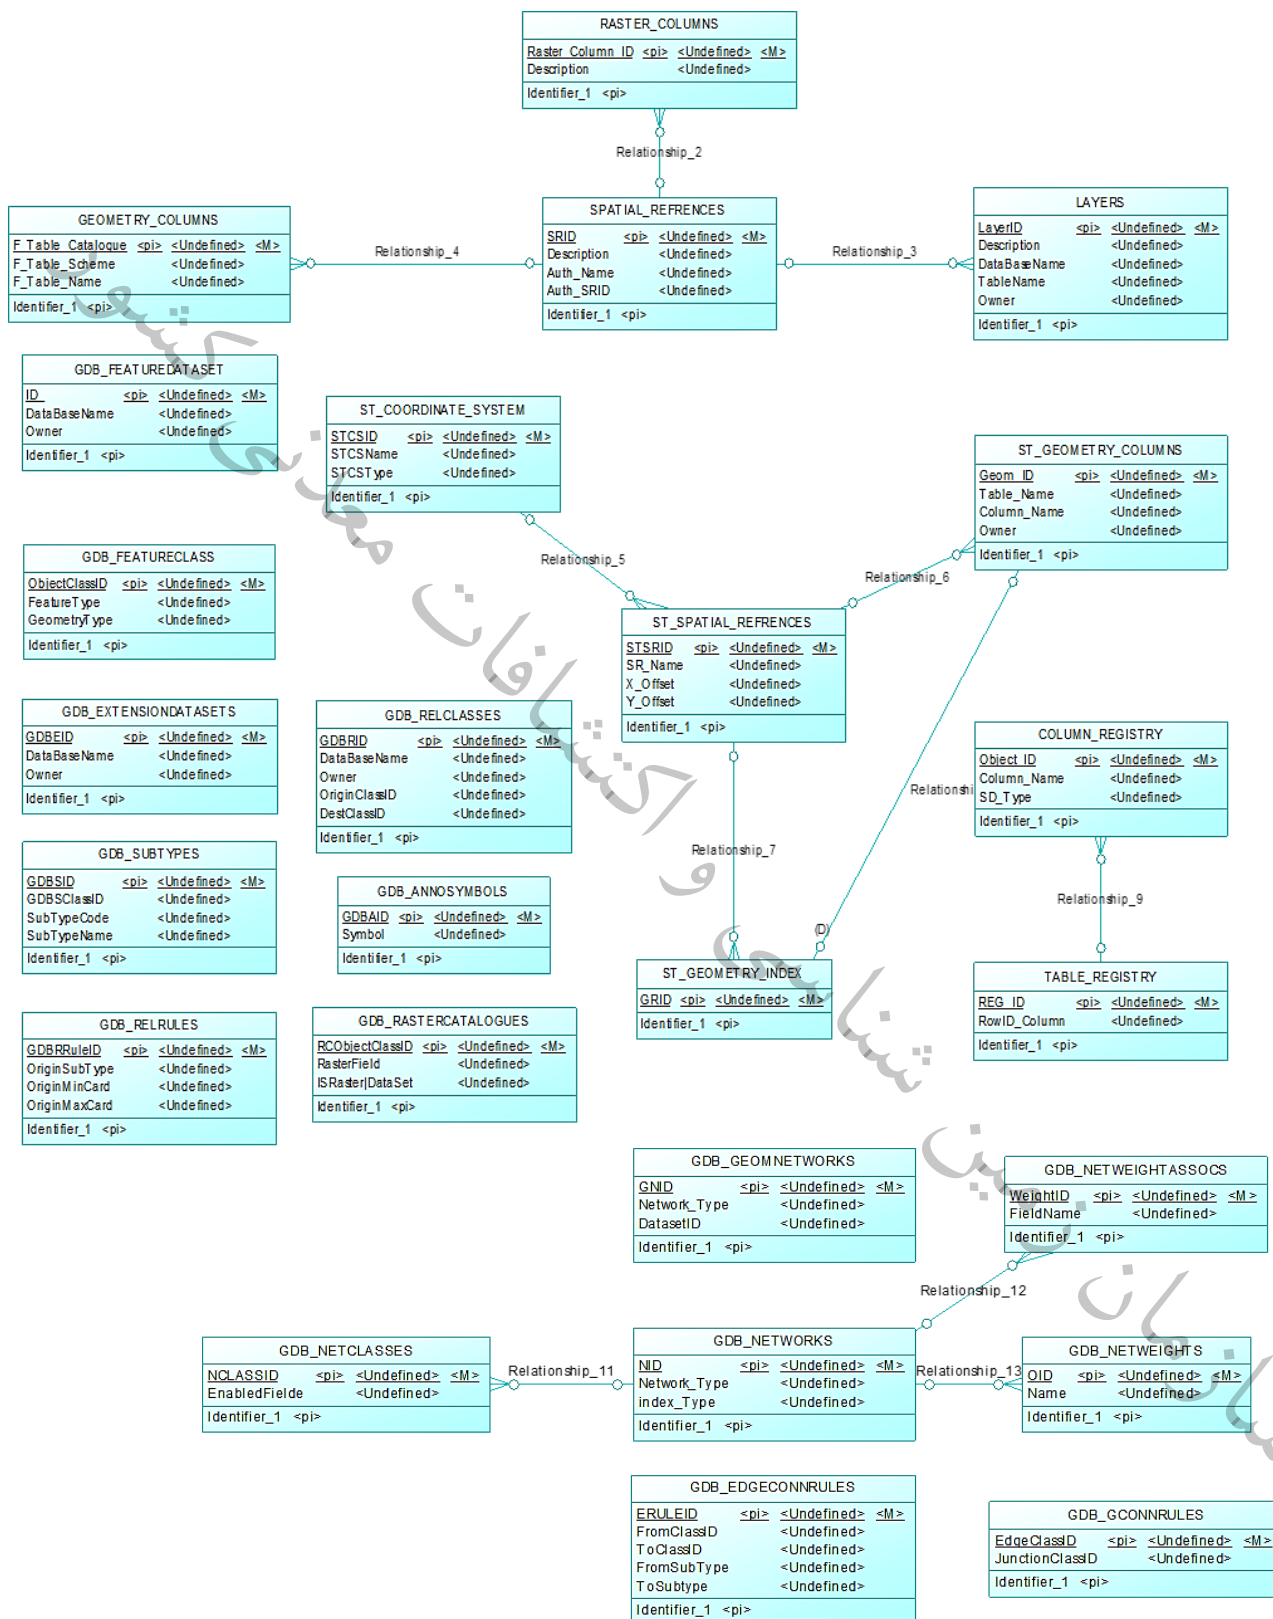 RASTER_COLUMNS
Raster_Column_ID <pi> <Undefined> <M>
Description <Undefined>
Identifier_1 <pi>
Relationship_2
GEOMETRY_COLUMNS
F_Table_Catalogue <pi> <Undefined> <M>
F_Table_Scheme <Undefined>
F_Table_Name <Undefined>
Identifier_1 <pi>
Relationship_4
SPATIAL_REFRENCES
SRID <pi> <Undefined> <M>
Description <Undefined>
Auth_Name <Undefined>
Auth_SRID <Undefined>
Identifier_1 <pi>
Relationship_3
LAYERS
LayerID <pi> <Undefined> <M>
Description <Undefined>
DataBaseName <Undefined>
TableName <Undefined>
Owner <Undefined>
Identifier_1 <pi>
GDB_FEATUREDATASET
ID_ <pi> <Undefined> <M>
DataBaseName <Undefined>
Owner <Undefined>
Identifier_1 <pi>
ST_COORDINATE_SYSTEM
STCSID <pi> <Undefined> <M>
STCSName <Undefined>
STCSType <Undefined>
Identifier_1 <pi>
Relationship_5
ST_GEOMETRY_COLUMNS
Geom_ID <pi> <Undefined> <M>
Table_Name <Undefined>
Column_Name <Undefined>
Owner <Undefined>
Identifier_1 <pi>
Relationship_6
GDB_FEATURECLASS
ObjectClassID <pi> <Undefined> <M>
FeatureType <Undefined>
GeometryType <Undefined>
Identifier_1 <pi>
ST_SPATIAL_REFRENCES
STSRID <pi> <Undefined> <M>
SR_Name <Undefined>
X_Offset <Undefined>
Y_Offset <Undefined>
Identifier_1 <pi>
GDB_EXTENSIONDATASETS
GDBEID <pi> <Undefined> <M>
DataBaseName <Undefined>
Owner <Undefined>
Identifier_1 <pi>
GDB_RELCLASSES
GDBRID <pi> <Undefined> <M>
DataBaseName <Undefined>
Owner <Undefined>
OriginClassID <Undefined>
DestClassID <Undefined>
Identifier_1 <pi>
Relationship_7
Relationshi
COLUMN_REGISTRY
Object_ID <pi> <Undefined> <M>
Column_Name <Undefined>
SD_Type <Undefined>
Identifier_1 <pi>
Relationship_9
GDB_SUBTYPES
GDBSID <pi> <Undefined> <M>
GDBSClassID <Undefined>
SubTypeCode <Undefined>
SubTypeName <Undefined>
Identifier_1 <pi>
GDB_ANNOSYMBOLS
GDBAID <pi> <Undefined> <M>
Symbol <Undefined>
Identifier_1 <pi>
(D)
ST_GEOMETRY_INDEX
GRID <pi> <Undefined> <M>
Identifier_1 <pi>
TABLE_REGISTRY
REG_ID <pi> <Undefined> <M>
RowID_Column <Undefined>
Identifier_1 <pi>
GDB_RELRULES
GDBRRuleID <pi> <Undefined> <M>
OriginSubType <Undefined>
OriginMinCard <Undefined>
OriginMaxCard <Undefined>
Identifier_1 <pi>
GDB_RASTERCATALOGUES
RCObjectClassID <pi> <Undefined> <M>
RasterField <Undefined>
ISRaster|DataSet <Undefined>
Identifier_1 <pi>
GDB_GEOMNETWORKS
GNID <pi> <Undefined> <M>
Network_Type <Undefined>
DatasetID <Undefined>
Identifier_1 <pi>
GDB_NETWEIGHTASSOCS
WeightID <pi> <Undefined> <M>
FieldName <Undefined>
Identifier_1 <pi>
Relationship_12
GDB_NETCLASSES
NCLASSID <pi> <Undefined> <M>
EnabledFielde <Undefined>
Identifier_1 <pi>
Relationship_11
GDB_NETWORKS
NID <pi> <Undefined> <M>
Network_Type <Undefined>
index_Type <Undefined>
Identifier_1 <pi>
Relationship_13
GDB_NETWEIGHTS
OID <pi> <Undefined> <M>
Name <Undefined>
Identifier_1 <pi>
GDB_EDGECONNRULES
ERULEID <pi> <Undefined> <M>
FromClassID <Undefined>
ToClassID <Undefined>
FromSubType <Undefined>
ToSubtype <Undefined>
Identifier_1 <pi>
GDB_GCONNRULES
EdgeClassID <pi> <Undefined> <M>
JunctionClassID <Undefined>
Identifier_1 <pi>
زمین شناسی و اکتشافات معدنی کشور